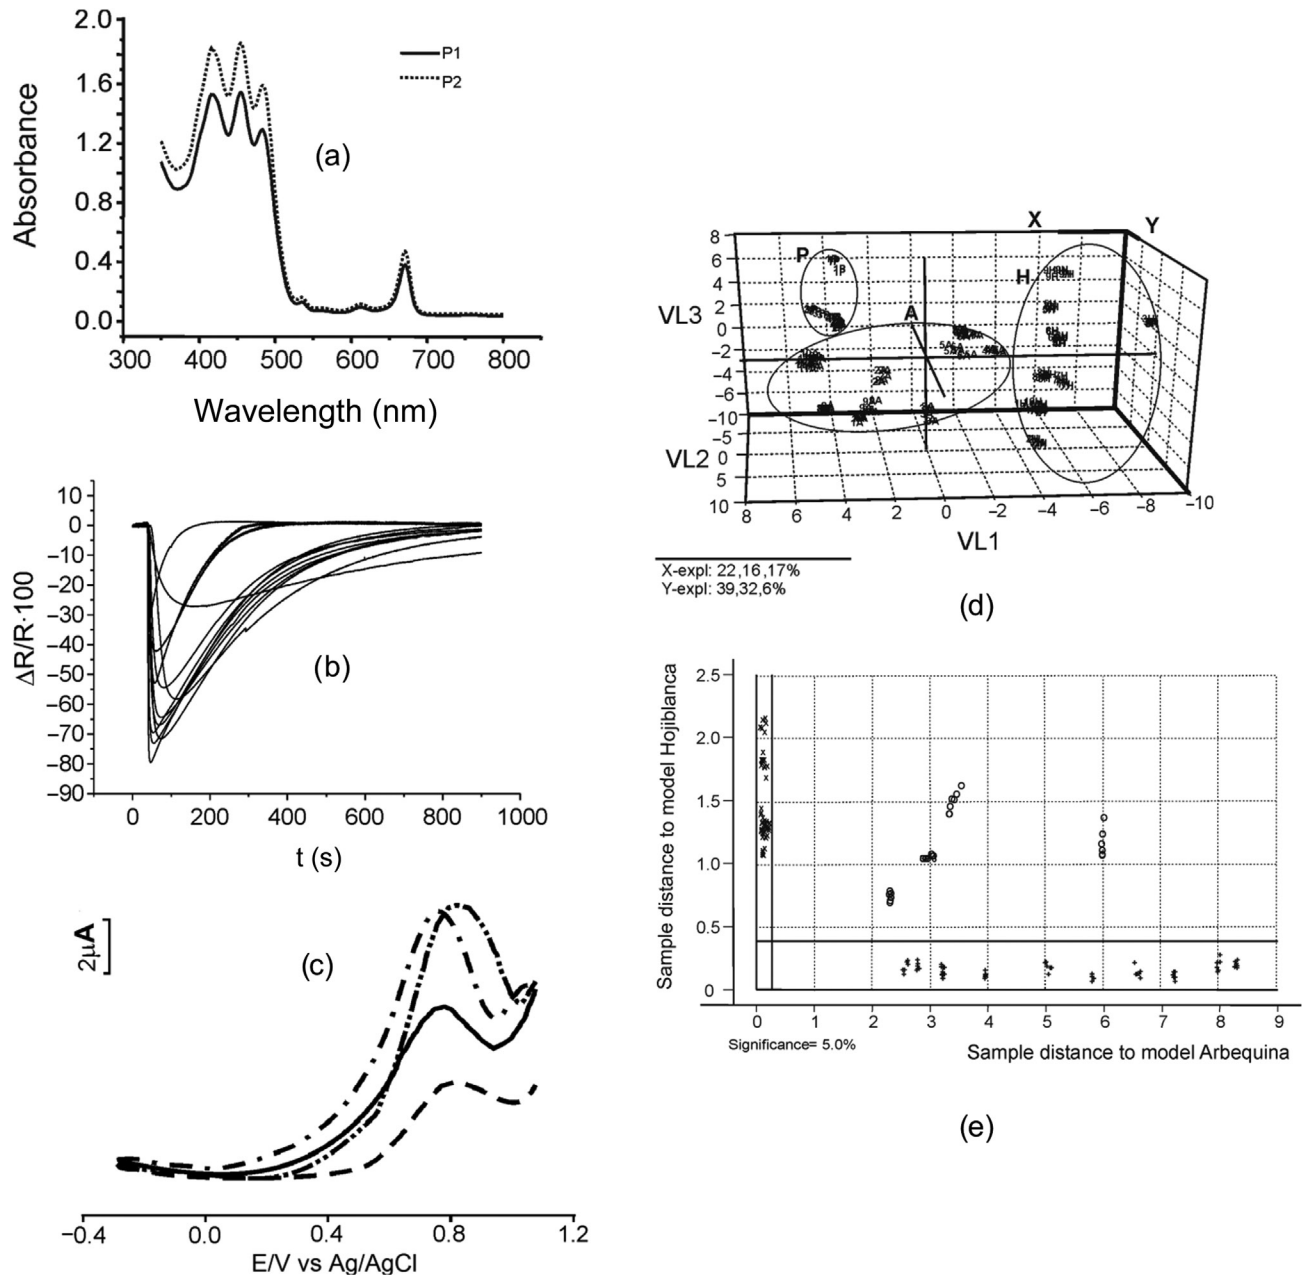 2.0
1.6
1.2
0.8
0.4
0.0
Absorbance
P1
P2
(a)
300 400 500 600 700 800
Wavelength (nm)
10
0
−10
−20
−30
−40
−50
−60
−70
−80
−90
ΔR/R·100
(b)
0 200 400 600 800 1000
t (s)
2μA
(c)
−0.4 0.0 0.4 0.8 1.2
E/V vs Ag/AgCl
X Y
P H A
8
6
4
2
0
−2
−4
−6
−10
−5
0
5
10
VL3
VL2
8 6 4 2 0 −2 −4 −6 −8 −10
VL1
X-expl: 22,16,17%
Y-expl: 39,32,6%
(d)
2.5
2.0
1.5
1.0
0.5
0
Sample distance to model Hojiblanca
0 1 2 3 4 5 6 7 8 9
Significance= 5.0%
Sample distance to model Arbequina
(e)